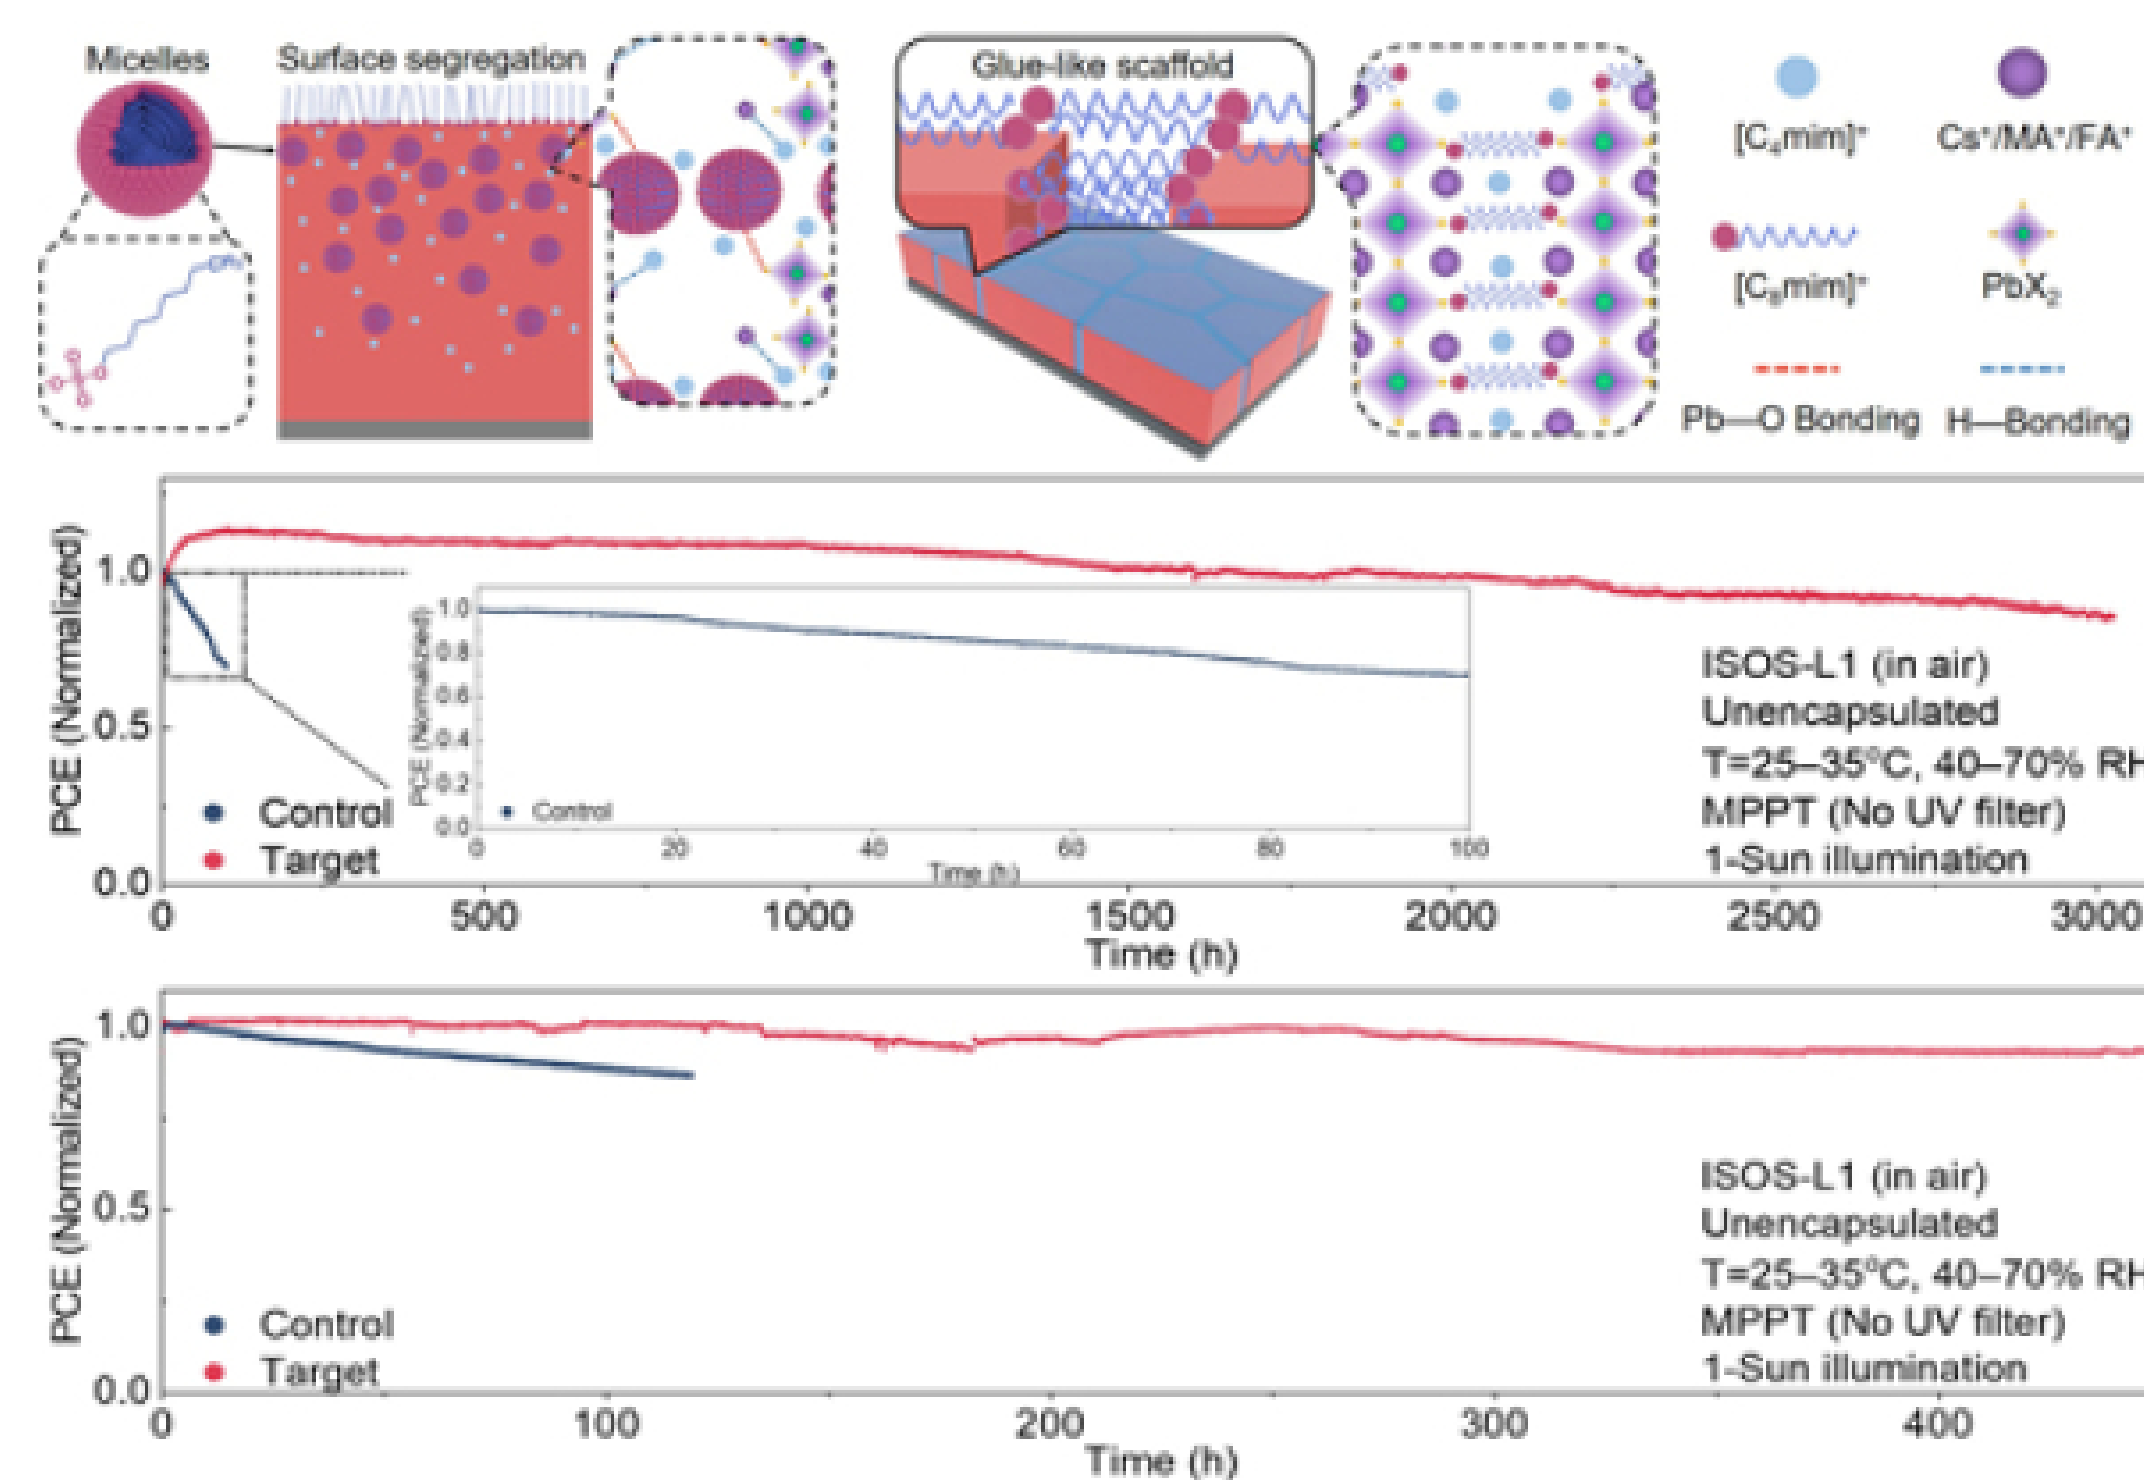 Micelles
Surface segregation
Glue-like scaffold
[C₄mim]⁺
Cs⁺/MA⁺/FA⁺
[C₈mim]⁺
PbX₂
Pb—O Bonding
H—Bonding
PCE (Normalized)
1.0
0.5
0.0
Control
Target
PCE (Normalized)
1.0
0.8
0.6
0.4
0.2
0.0
Control
0 20 40 60 80 100
Time (h)
ISOS-L1 (in air)
Unencapsulated
T=25–35⁰C, 40–70% RH
MPPT (No UV filter)
1-Sun illumination
0 500 1000 1500 2000 2500 3000
Time (h)
PCE (Normalized)
1.0
0.5
0.0
Control
Target
ISOS-L1 (in air)
Unencapsulated
T=25–35⁰C, 40–70% RH
MPPT (No UV filter)
1-Sun illumination
0 100 200 300 400
Time (h)